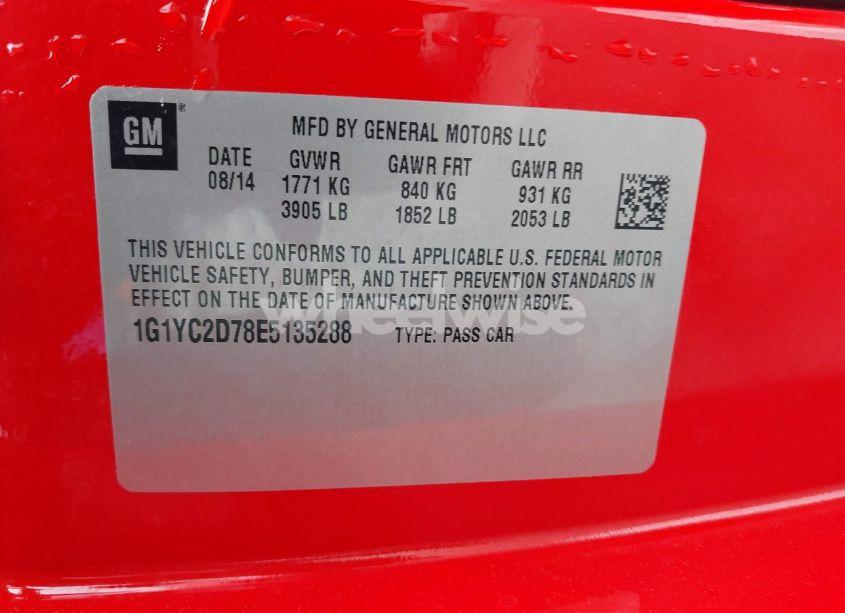 GM®
MFD BY GENERAL MOTORS LLC
DATE GVWR GAWR FRT GAWR RR
08/14 1771 KG 840 KG 931 KG
3905 LB 1852 LB 2053 LB
THIS VEHICLE CONFORMS TO ALL APPLICABLE U.S. FEDERAL MOTOR
VEHICLE SAFETY, BUMPER, AND THEFT PREVENTION STANDARDS IN
EFFECT ON THE DATE OF MANUFACTURE SHOWN ABOVE.
wheelwise
1G1YC2D78E5135288 TYPE: PASS CAR